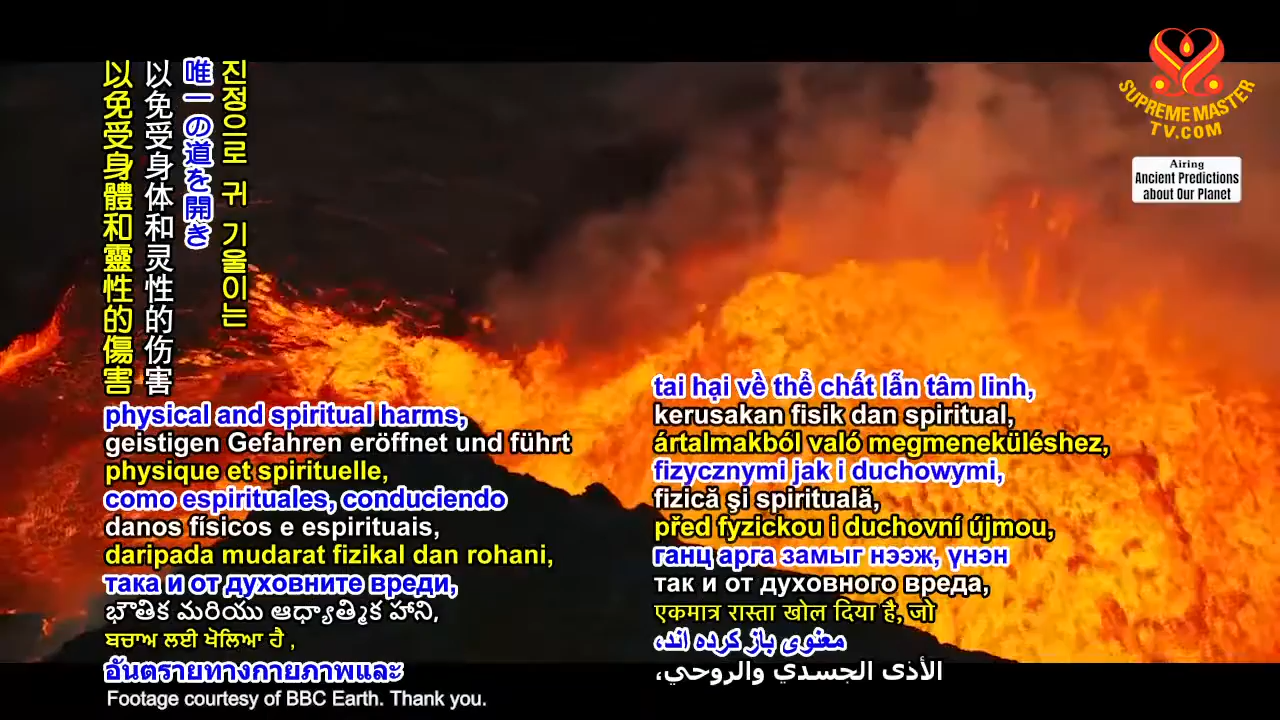 以免受身體和靈性的傷害
以免受身体和灵性的伤害
唯一の道を開き
진정으로 귀 기울이는
SUPREME MASTER
TV.COM
Airing
Ancient Predictions
about Our Planet
physical and spiritual harms,
geistigen Gefahren eröffnet und führt
physique et spirituelle,
como espirituales, conduciendo
danos físicos e espirituais,
daripada mudarat fizikal dan rohani,
така и от духовните вреди,
భౌతిక మరియు ఆధ్యాత్మిక హాని,
ਬਚਾਅ ਲਈ ਖੋਲਿਆ ਹੈ ,
อันตรายทางกายภาพและ
tai hại về thể chất lẫn tâm linh,
kerusakan fisik dan spiritual,
ártalmakból való megmeneküléshez,
fizycznymi jak i duchowymi,
fizică şi spirituală,
před fyzickou i duchovní újmou,
ганц арга замыг нээж, үнэн
так и от духовного вреда,
एकमात्र रास्ता खोल दिया है, जो
معنوی باز کرده اند،
الأذى الجسدي والروحي،
Footage courtesy of BBC Earth. Thank you.